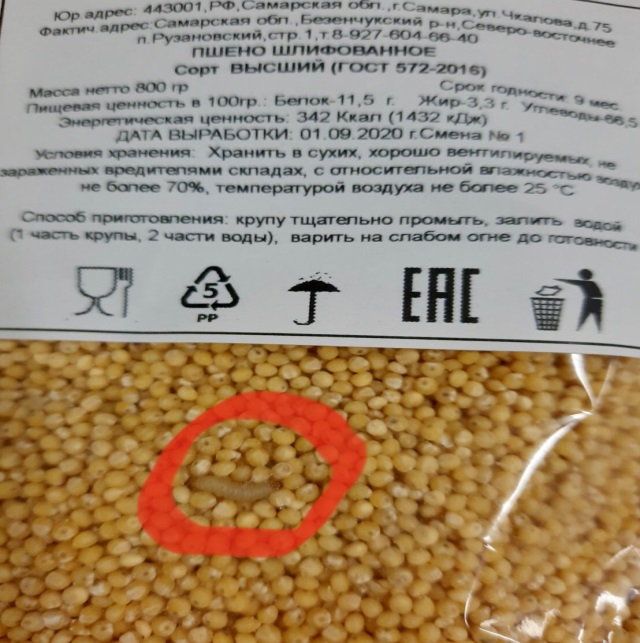 Юр.адрес: 443001,РФ,Самарская обл.,г.Самара,ул.Чкалова,д.75
Фактич.адрес:Самарская обл.,Безенчукский р-н,Северо-восточнее
п.Рузановский,стр.1,т.8-927-604-66-40
ПШЕНО ШЛИФОВАННОЕ
Сорт ВЫСШИЙ (ГОСТ 572-2016)
Масса нетто 800 гр Срок годности: 9 мес.
Пищевая ценность в 100гр.: Белок-11,5 г. Жир-3,3 г. Углеводы-66,5
Энергетическая ценность: 342 Ккал (1432 кДж)
ДАТА ВЫРАБОТКИ: 01.09.2020 г.Смена № 1
Условия хранения: Хранить в сухих, хорошо вентилируемых, не
зараженных вредителями складах, с относительной влажностью возду
не более 70%, температурой воздуха не более 25 °С
Способ приготовления: крупу тщательно промыть, залить водой
(1 часть крупы, 2 части воды), варить на слабом огне до готовности
5
PP
EAC